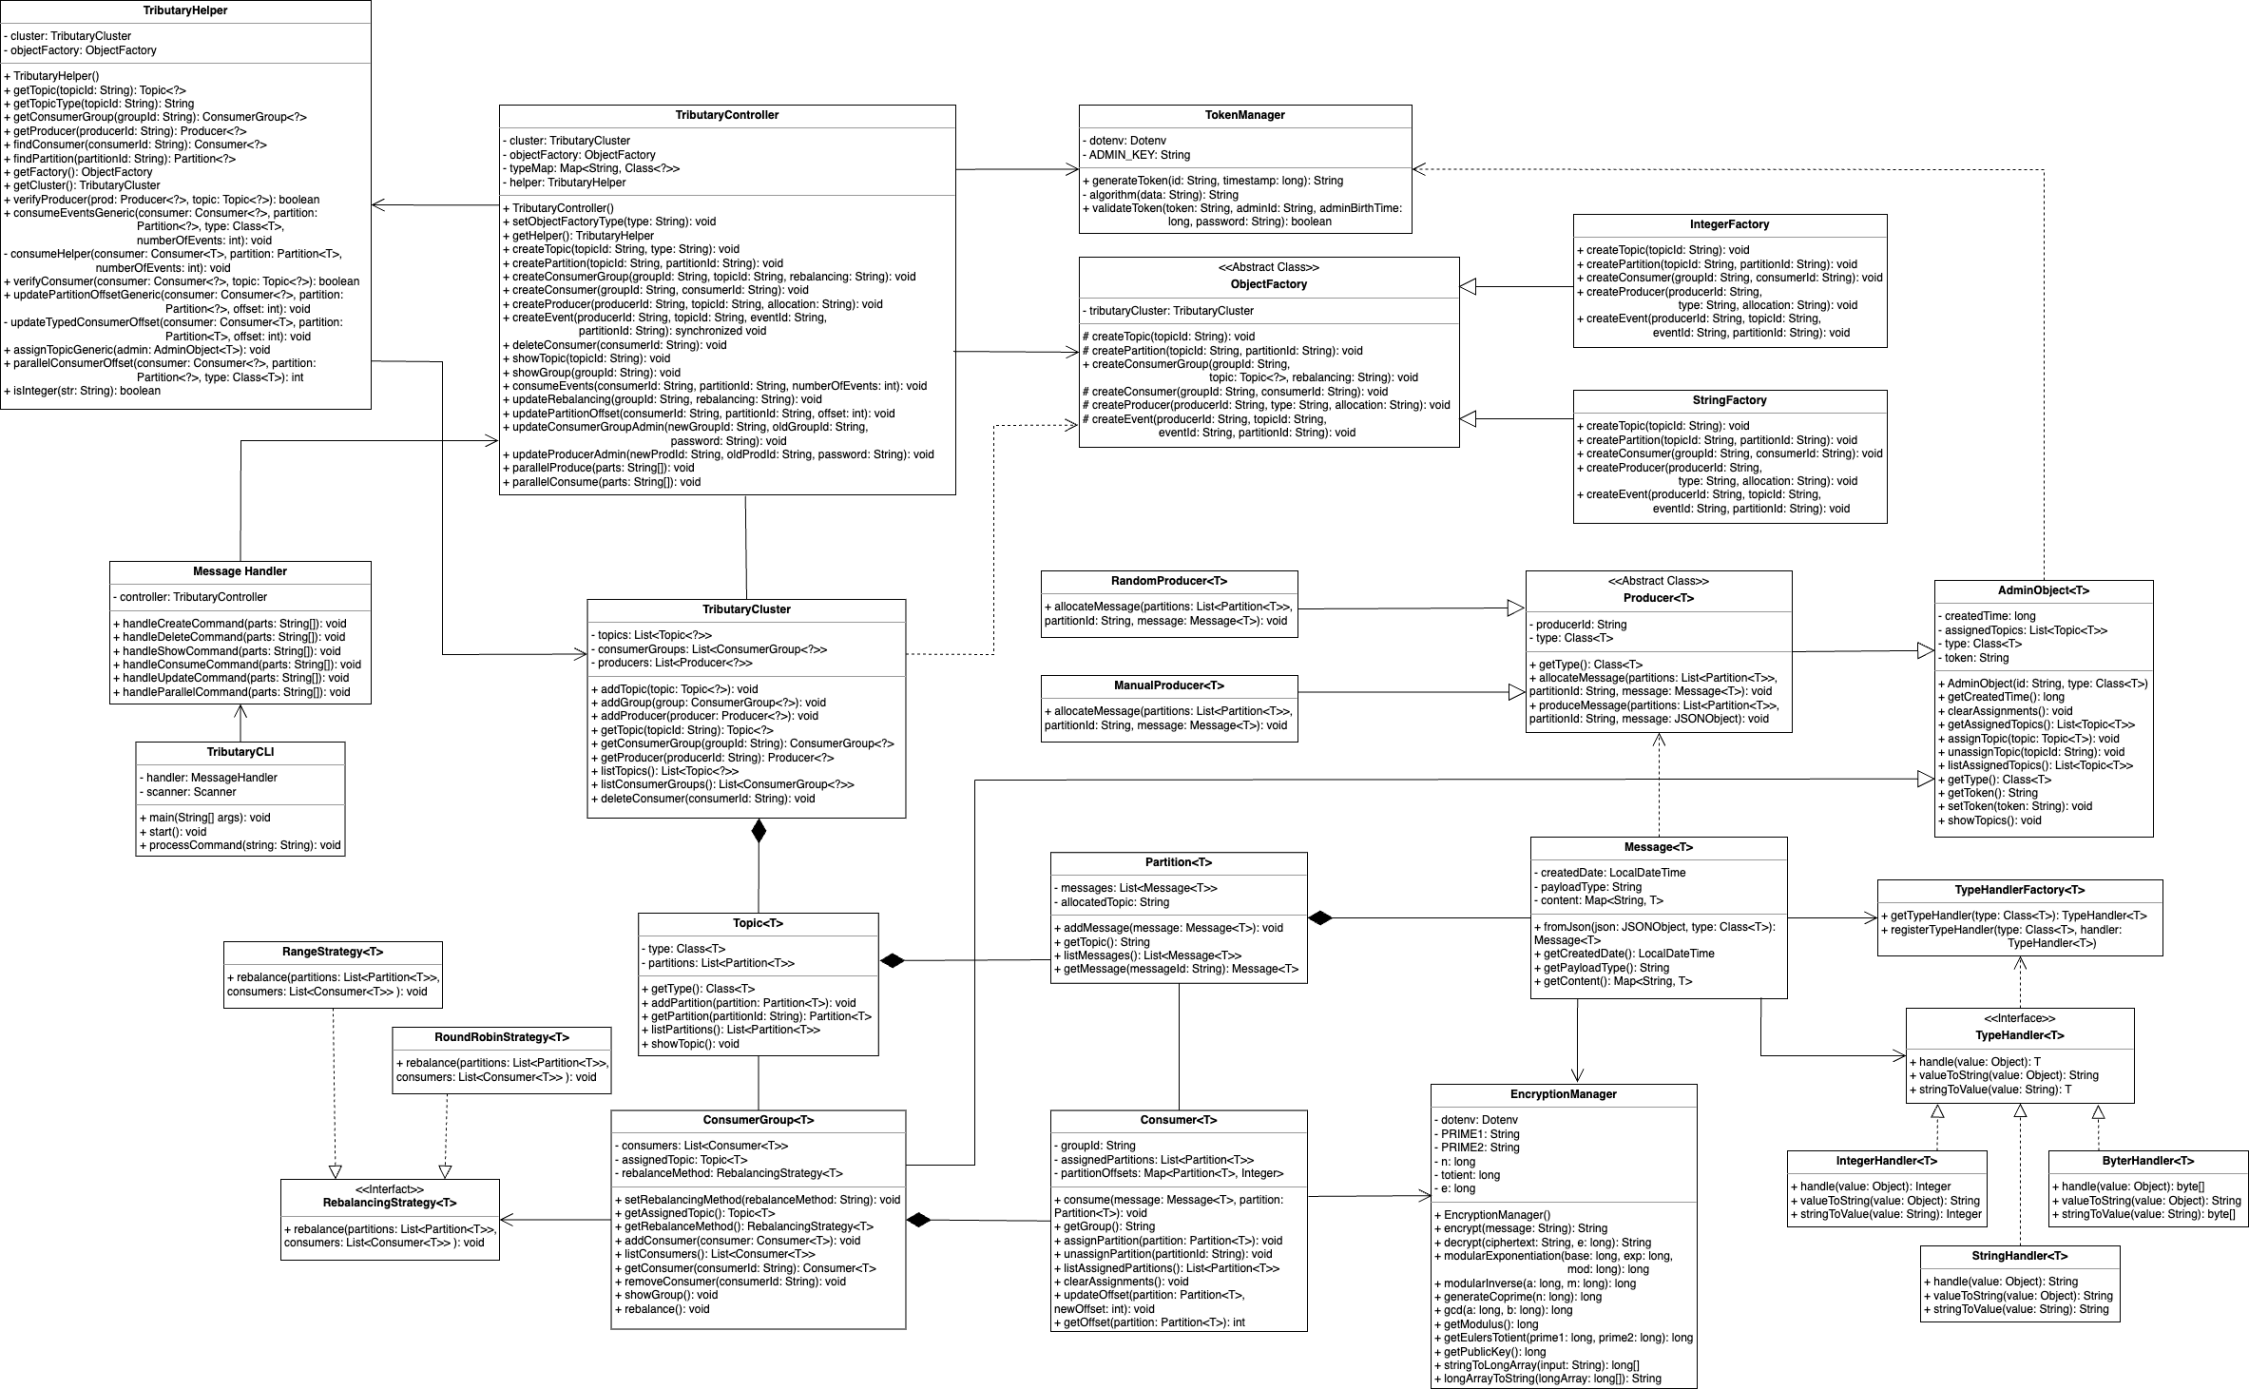 TributaryHelper
- cluster: TributaryCluster
- objectFactory: ObjectFactory
+ TributaryHelper()
+ getTopic(topicId: String): Topic<?>
+ getTopicType(topicId: String): String
+ getConsumerGroup(groupId: String): ConsumerGroup<?>
+ getProducer(producerId: String): Producer<?>
+ findConsumer(consumerId: String): Consumer<?>
+ findPartition(partitionId: String): Partition<?>
+ getFactory(): ObjectFactory
+ getCluster(): TributaryCluster
+ verifyProducer(prod: Producer<?>, topic: Topic<?>): boolean
+ consumeEventsGeneric(consumer: Consumer<?>, partition:
Partition<?>, type: Class<T>,
numberOfEvents: int): void
- consumeHelper(consumer: Consumer<T>, partition: Partition<T>,
numberOfEvents: int): void
+ verifyConsumer(consumer: Consumer<?>, topic: Topic<?>): boolean
+ updatePartitionOffsetGeneric(consumer: Consumer<?>, partition:
Partition<?>, offset: int): void
- updateTypedConsumerOffset(consumer: Consumer<T>, partition:
Partition<T>, offset: int): void
+ assignTopicGeneric(admin: AdminObject<T>): void
+ parallelConsumerOffset(consumer: Consumer<?>, partition:
Partition<?>, type: Class<T>): int
+ isInteger(str: String): boolean
TributaryController
- cluster: TributaryCluster
- objectFactory: ObjectFactory
- typeMap: Map<String, Class<?>>
- helper: TributaryHelper
+ TributaryController()
+ setObjectFactoryType(type: String): void
+ getHelper(): TributaryHelper
+ createTopic(topicId: String, type: String): void
+ createPartition(topicId: String, partitionId: String): void
+ createConsumerGroup(groupId: String, topicId: String, rebalancing: String): void
+ createConsumer(groupId: String, consumerId: String): void
+ createProducer(producerId: String, topicId: String, allocation: String): void
+ createEvent(producerId: String, topicId: String, eventId: String,
partitionId: String): synchronized void
+ deleteConsumer(consumerId: String): void
+ showTopic(topicId: String): void
+ showGroup(groupId: String): void
+ consumeEvents(consumerId: String, partitionId: String, numberOfEvents: int): void
+ updateRebalancing(groupId: String, rebalancing: String): void
+ updatePartitionOffset(consumerId: String, partitionId: String, offset: int): void
+ updateConsumerGroupAdmin(newGroupId: String, oldGroupId: String,
password: String): void
+ updateProducerAdmin(newProdId: String, oldProdId: String, password: String): void
+ parallelProduce(parts: String[]): void
+ parallelConsume(parts: String[]): void
TokenManager
- dotenv: Dotenv
- ADMIN_KEY: String
+ generateToken(id: String, timestamp: long): String
- algorithm(data: String): String
+ validateToken(token: String, adminId: String, adminBirthTime:
long, password: String): boolean
<<Abstract Class>>
ObjectFactory
- tributaryCluster: TributaryCluster
# createTopic(topicId: String): void
# createPartition(topicId: String, partitionId: String): void
+ createConsumerGroup(groupId: String,
topic: Topic<?>, rebalancing: String): void
# createConsumer(groupId: String, consumerId: String): void
# createProducer(producerId: String, type: String, allocation: String): void
# createEvent(producerId: String, topicId: String,
eventId: String, partitionId: String): void
IntegerFactory
+ createTopic(topicId: String): void
+ createPartition(topicId: String, partitionId: String): void
+ createConsumer(groupId: String, consumerId: String): void
+ createProducer(producerId: String,
type: String, allocation: String): void
+ createEvent(producerId: String, topicId: String,
eventId: String, partitionId: String): void
StringFactory
+ createTopic(topicId: String): void
+ createPartition(topicId: String, partitionId: String): void
+ createConsumer(groupId: String, consumerId: String): void
+ createProducer(producerId: String,
type: String, allocation: String): void
+ createEvent(producerId: String, topicId: String,
eventId: String, partitionId: String): void
Message Handler
- controller: TributaryController
+ handleCreateCommand(parts: String[]): void
+ handleDeleteCommand(parts: String[]): void
+ handleShowCommand(parts: String[]): void
+ handleConsumeCommand(parts: String[]): void
+ handleUpdateCommand(parts: String[]): void
+ handleParallelCommand(parts: String[]): void
TributaryCLI
- handler: MessageHandler
- scanner: Scanner
+ main(String[] args): void
+ start(): void
+ processCommand(string: String): void
TributaryCluster
- topics: List<Topic<?>>
- consumerGroups: List<ConsumerGroup<?>>
- producers: List<Producer<?>>
+ addTopic(topic: Topic<?>): void
+ addGroup(group: ConsumerGroup<?>): void
+ addProducer(producer: Producer<?>): void
+ getTopic(topicId: String): Topic<?>
+ getConsumerGroup(groupId: String): ConsumerGroup<?>
+ getProducer(producerId: String): Producer<?>
+ listTopics(): List<Topic<?>>
+ listConsumerGroups(): List<ConsumerGroup<?>>
+ deleteConsumer(consumerId: String): void
RandomProducer<T>
+ allocateMessage(partitions: List<Partition<T>>,
partitionId: String, message: Message<T>): void
ManualProducer<T>
+ allocateMessage(partitions: List<Partition<T>>,
partitionId: String, message: Message<T>): void
<<Abstract Class>>
Producer<T>
- producerId: String
- type: Class<T>
+ getType(): Class<T>
+ allocateMessage(partitions: List<Partition<T>>,
partitionId: String, message: Message<T>): void
+ produceMessage(partitions: List<Partition<T>>,
partitionId: String, message: JSONObject): void
AdminObject<T>
- createdTime: long
- assignedTopics: List<Topic<T>>
- type: Class<T>
- token: String
+ AdminObject(id: String, type: Class<T>)
+ getCreatedTime(): long
+ clearAssignments(): void
+ getAssignedTopics(): List<Topic<T>>
+ assignTopic(topic: Topic<T>): void
+ unassignTopic(topicId: String): void
+ listAssignedTopics(): List<Topic<T>>
+ getType(): Class<T>
+ getToken(): String
+ setToken(token: String): void
+ showTopics(): void
Topic<T>
- type: Class<T>
- partitions: List<Partition<T>>
+ getType(): Class<T>
+ addPartition(partition: Partition<T>): void
+ getPartition(partitionId: String): Partition<T>
+ listPartitions(): List<Partition<T>>
+ showTopic(): void
Partition<T>
- messages: List<Message<T>>
- allocatedTopic: String
+ addMessage(message: Message<T>): void
+ getTopic(): String
+ listMessages(): List<Message<T>>
+ getMessage(messageId: String): Message<T>
Message<T>
- createdDate: LocalDateTime
- payloadType: String
- content: Map<String, T>
+ fromJson(json: JSONObject, type: Class<T>):
Message<T>
+ getCreatedDate(): LocalDateTime
+ getPayloadType(): String
+ getContent(): Map<String, T>
TypeHandlerFactory<T>
+ getTypeHandler(type: Class<T>): TypeHandler<T>
+ registerTypeHandler(type: Class<T>, handler:
TypeHandler<T>)
<<Interface>>
TypeHandler<T>
+ handle(value: Object): T
+ valueToString(value: Object): String
+ stringToValue(value: String): T
RangeStrategy<T>
+ rebalance(partitions: List<Partition<T>>,
consumers: List<Consumer<T>> ): void
RoundRobinStrategy<T>
+ rebalance(partitions: List<Partition<T>>,
consumers: List<Consumer<T>> ): void
<<Interfact>>
RebalancingStrategy<T>
+ rebalance(partitions: List<Partition<T>>,
consumers: List<Consumer<T>> ): void
ConsumerGroup<T>
- consumers: List<Consumer<T>>
- assignedTopic: Topic<T>
- rebalanceMethod: RebalancingStrategy<T>
+ setRebalancingMethod(rebalanceMethod: String): void
+ getAssignedTopic(): Topic<T>
+ getRebalanceMethod(): RebalancingStrategy<T>
+ addConsumer(consumer: Consumer<T>): void
+ listConsumers(): List<Consumer<T>>
+ getConsumer(consumerId: String): Consumer<T>
+ removeConsumer(consumerId: String): void
+ showGroup(): void
+ rebalance(): void
Consumer<T>
- groupId: String
- assignedPartitions: List<Partition<T>>
- partitionOffsets: Map<Partition<T>, Integer>
+ consume(message: Message<T>, partition:
Partition<T>): void
+ getGroup(): String
+ assignPartition(partition: Partition<T>): void
+ unassignPartition(partitionId: String): void
+ listAssignedPartitions(): List<Partition<T>>
+ clearAssignments(): void
+ updateOffset(partition: Partition<T>,
newOffset: int): void
+ getOffset(partition: Partition<T>): int
EncryptionManager
- dotenv: Dotenv
- PRIME1: String
- PRIME2: String
- n: long
- totient: long
- e: long
+ EncryptionManager()
+ encrypt(message: String): String
+ decrypt(ciphertext: String, e: long): String
+ modularExponentiation(base: long, exp: long,
mod: long): long
+ modularInverse(a: long, m: long): long
+ generateCoprime(n: long): long
+ gcd(a: long, b: long): long
+ getModulus(): long
+ getEulersTotient(prime1: long, prime2: long): long
+ getPublicKey(): long
+ stringToLongArray(input: String): long[]
+ longArrayToString(longArray: long[]): String
IntegerHandler<T>
+ handle(value: Object): Integer
+ valueToString(value: Object): String
+ stringToValue(value: String): Integer
ByterHandler<T>
+ handle(value: Object): byte[]
+ valueToString(value: Object): String
+ stringToValue(value: String): byte[]
StringHandler<T>
+ handle(value: Object): String
+ valueToString(value: Object): String
+ stringToValue(value: String): String